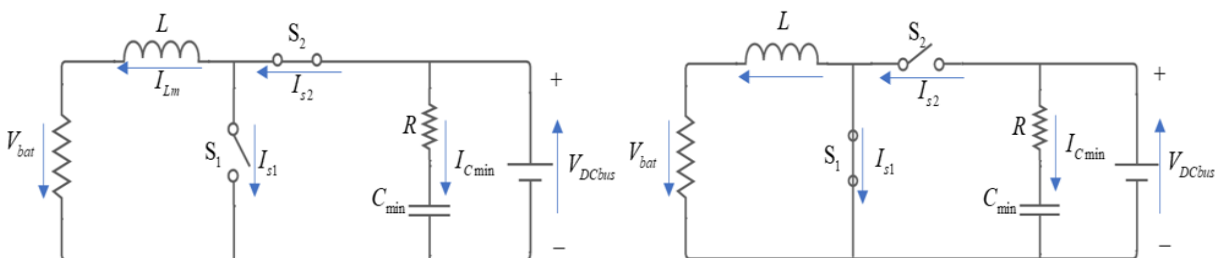 L
S2
+
ILm
Is2
R
Vbat
S1
Is1
ICmin
VDCbus
Cmin
−
L
S2
+
Is2
R
Vbat
S1
Is1
ICmin
VDCbus
Cmin
−